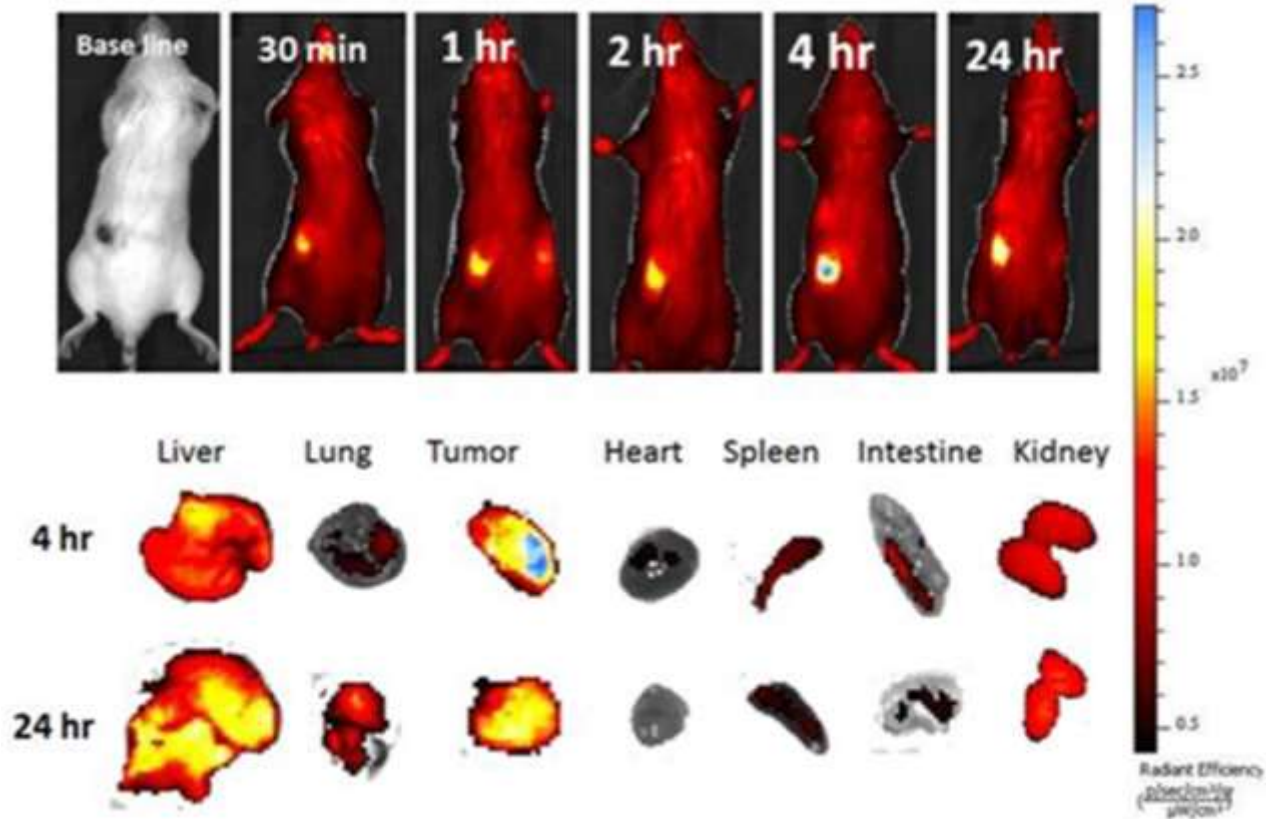 Base line
30 min
1 hr
2 hr
4 hr
24 hr
2.5
2.0
1.5
x10⁷
1.0
0.5
Liver
Lung
Tumor
Heart
Spleen
Intestine
Kidney
4 hr
24 hr
Radiant Efficiency